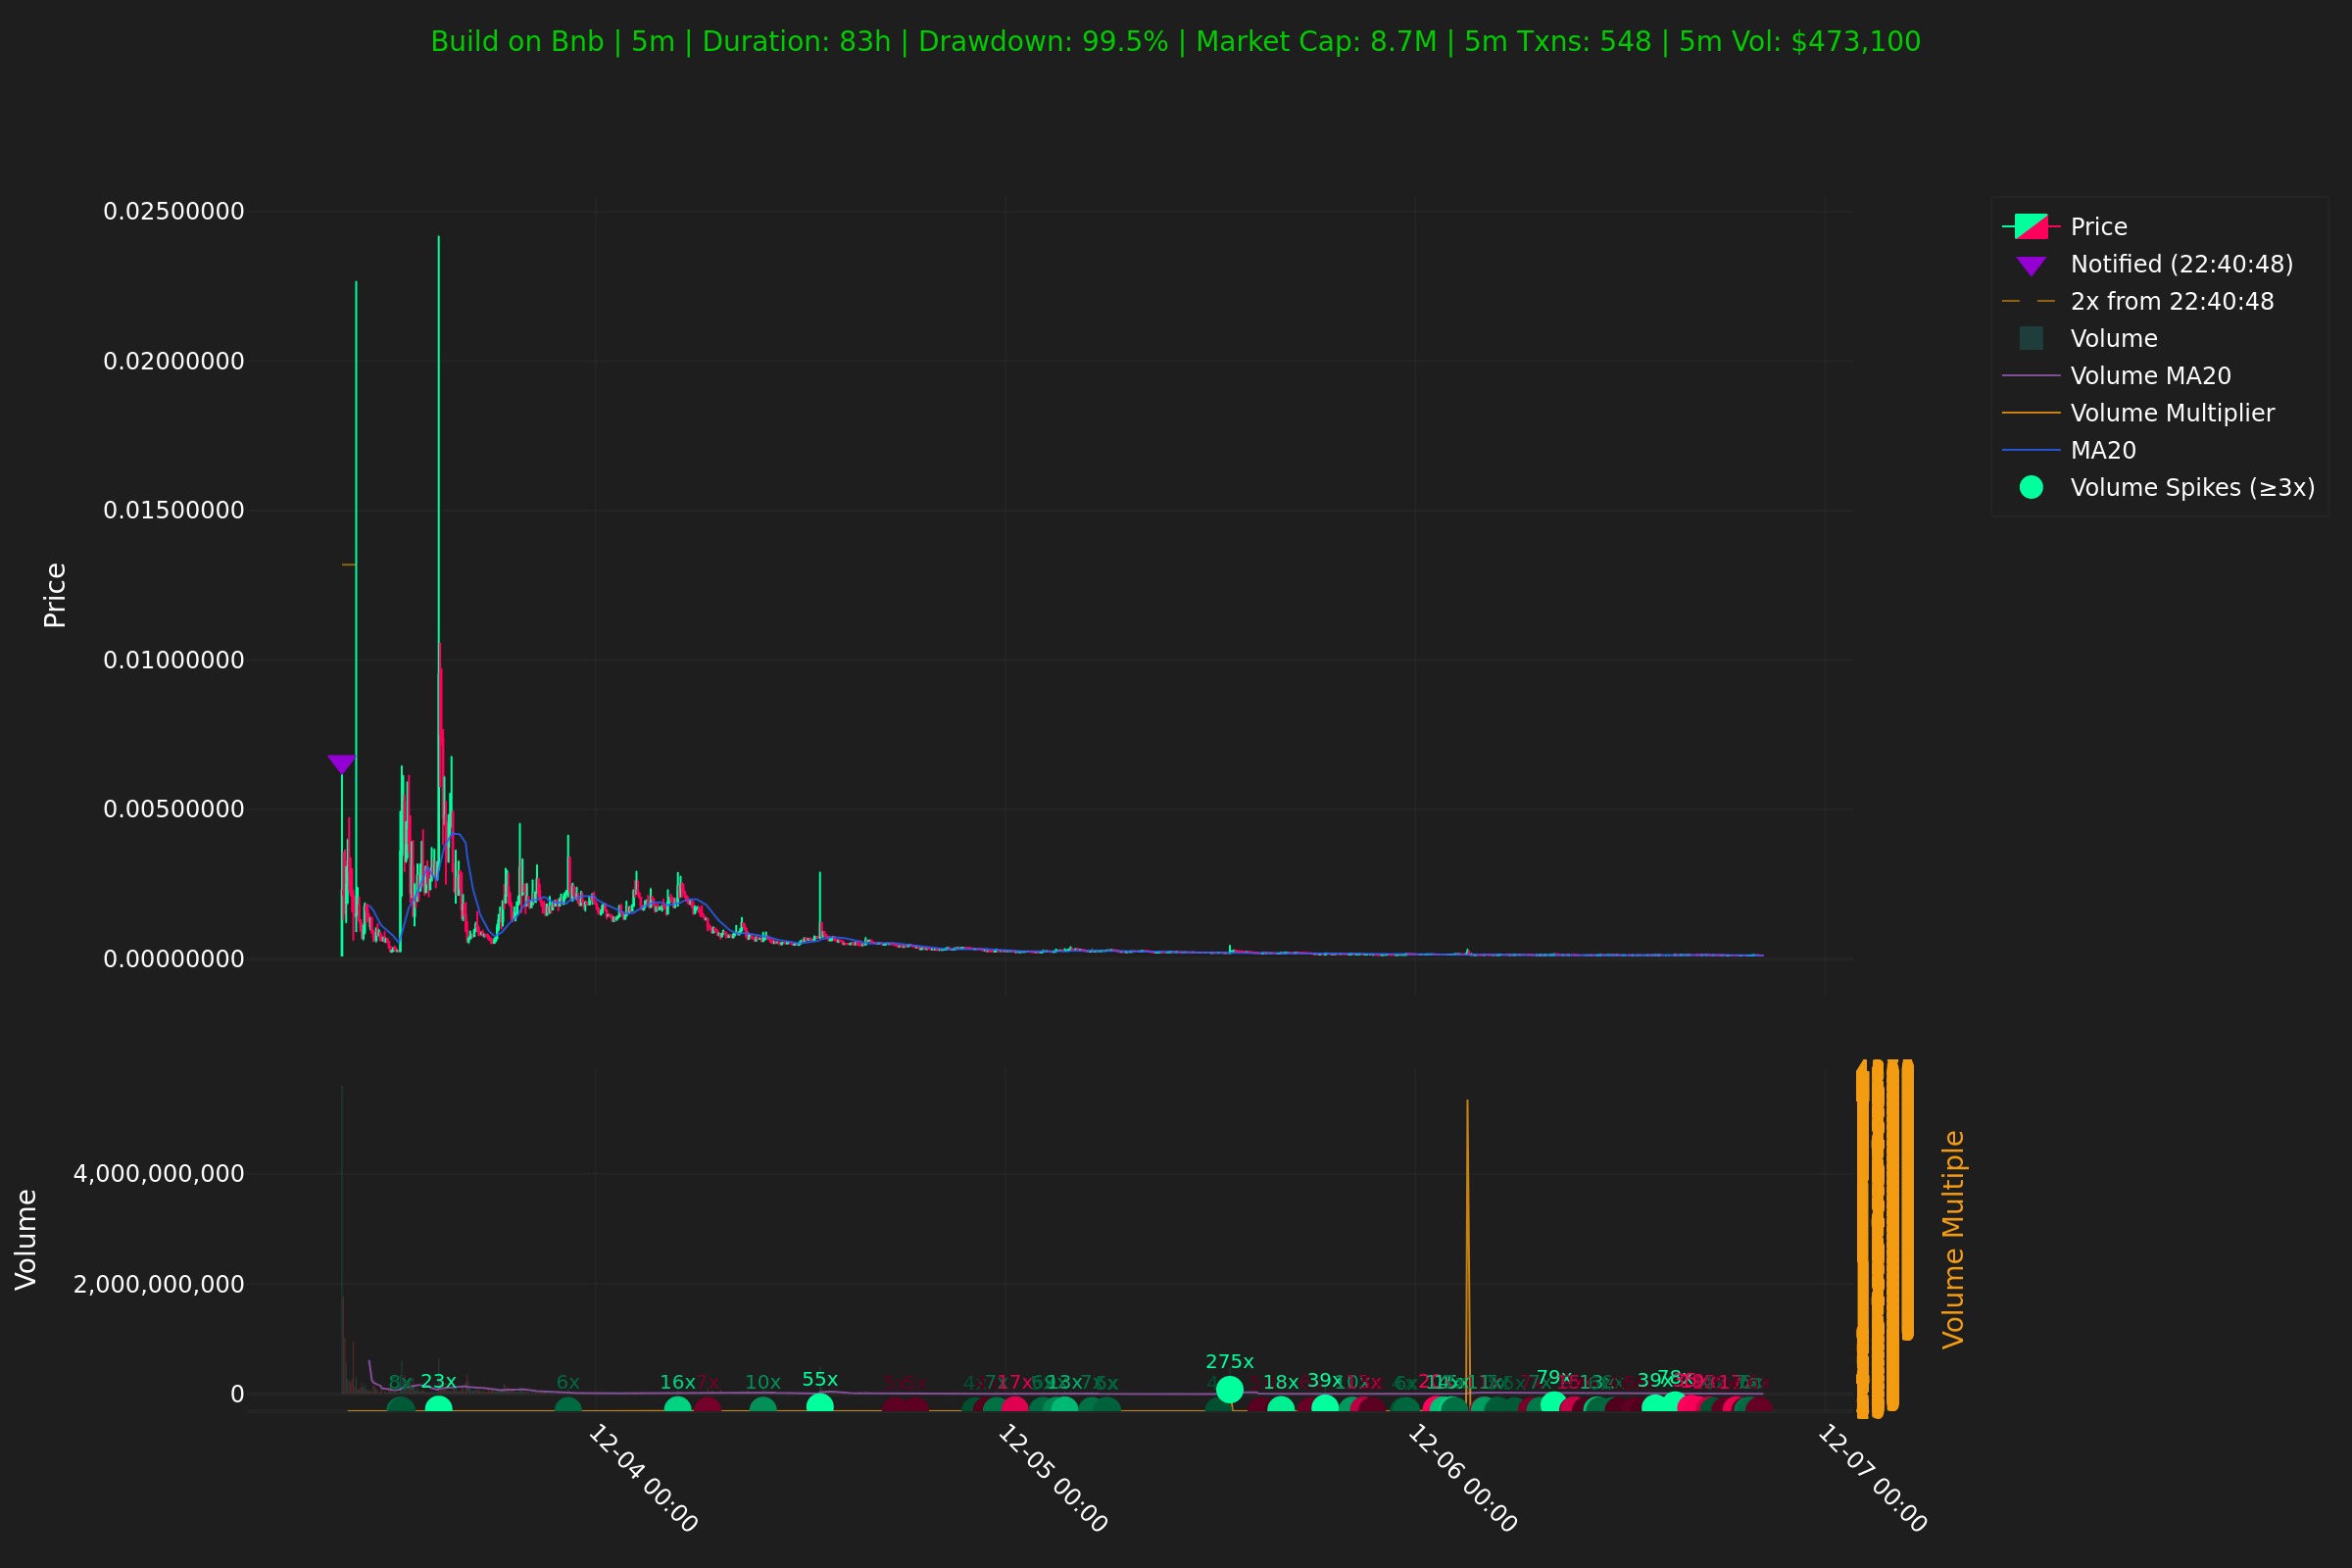 Build on Bnb | 5m | Duration: 83h | Drawdown: 99.5% | Market Cap: 8.7M | 5m Txns: 548 | 5m Vol: $473,100
Price
0.02500000
0.02000000
0.01500000
0.01000000
0.00500000
0.00000000
Price
Notified (22:40:48)
2x from 22:40:48
Volume
Volume MA20
Volume Multiplier
MA20
Volume Spikes (≥3x)
Volume
4,000,000,000
2,000,000,000
0
23x
6x
16x
7x
10x
55x
17x
13x
275x
18x
39x
79x
39x
78x
Volume Multiple
12-04 00:00
12-05 00:00
12-06 00:00
12-07 00:00